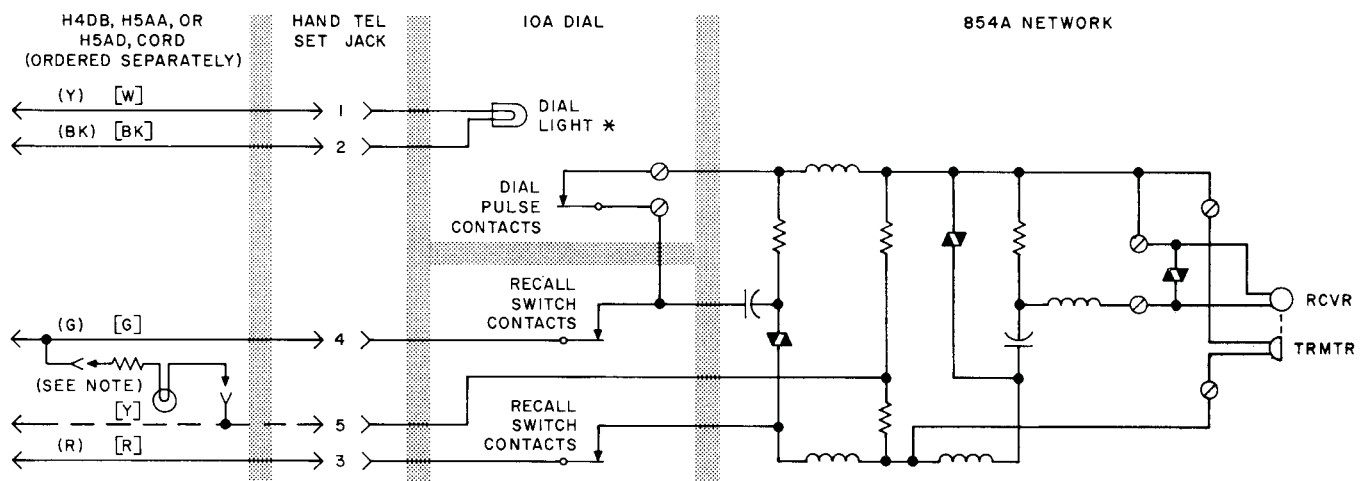 H4DB, H5AA, OR
H5AD, CORD
(ORDERED SEPARATELY)
HAND TEL
SET JACK
10A DIAL
854A NETWORK
(Y) [W]
1
DIAL
LIGHT *
(BK) [BK]
2
DIAL
PULSE
CONTACTS
RECALL
SWITCH
CONTACTS
RCVR
(G) [G]
4
TRMTR
(SEE NOTE)
[Y]
5
RECALL
SWITCH
CONTACTS
(R) [R]
3